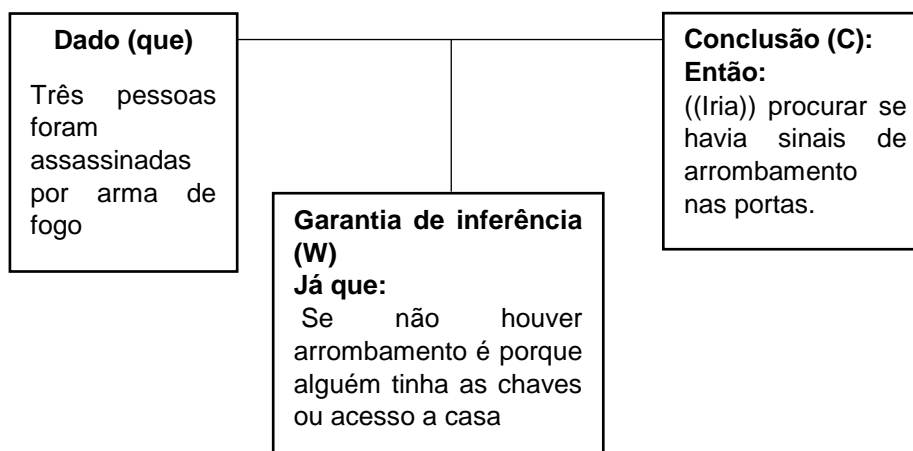 Dado (que)
Três pessoas
foram
assassinadas
por arma de
fogo
Conclusão (C):
Então:
((Iria)) procurar se
havia sinais de
arrombamento
nas portas.
Garantia de inferência
(W)
Já que:
Se não houver
arrombamento é porque
alguém tinha as chaves
ou acesso a casa